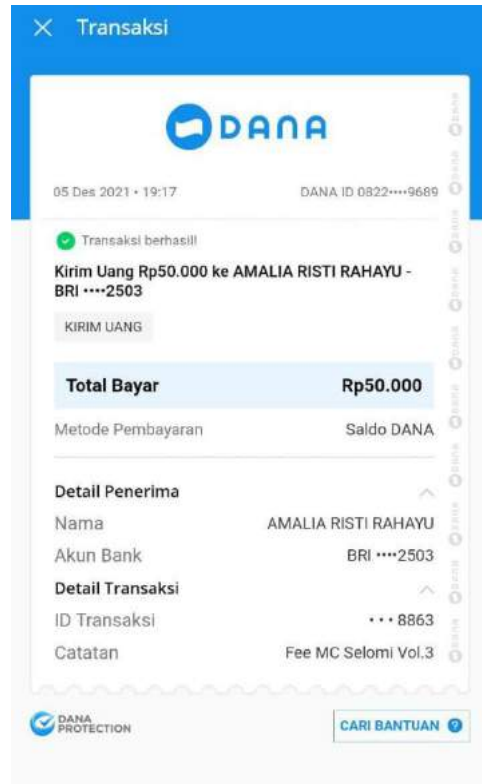 Transaksi
DANA
05 Des 2021 • 19:17 DANA ID 0822••••9689
Transaksi berhasil!
Kirim Uang Rp50.000 ke AMALIA RISTI RAHAYU -
BRI ••••2503
KIRIM UANG
Total Bayar Rp50.000
Metode Pembayaran Saldo DANA
Detail Penerima
Nama AMALIA RISTI RAHAYU
Akun Bank BRI ••••2503
Detail Transaksi
ID Transaksi • • • 8863
Catatan Fee MC Selomi Vol.3
DANA
PROTECTION
CARI BANTUAN